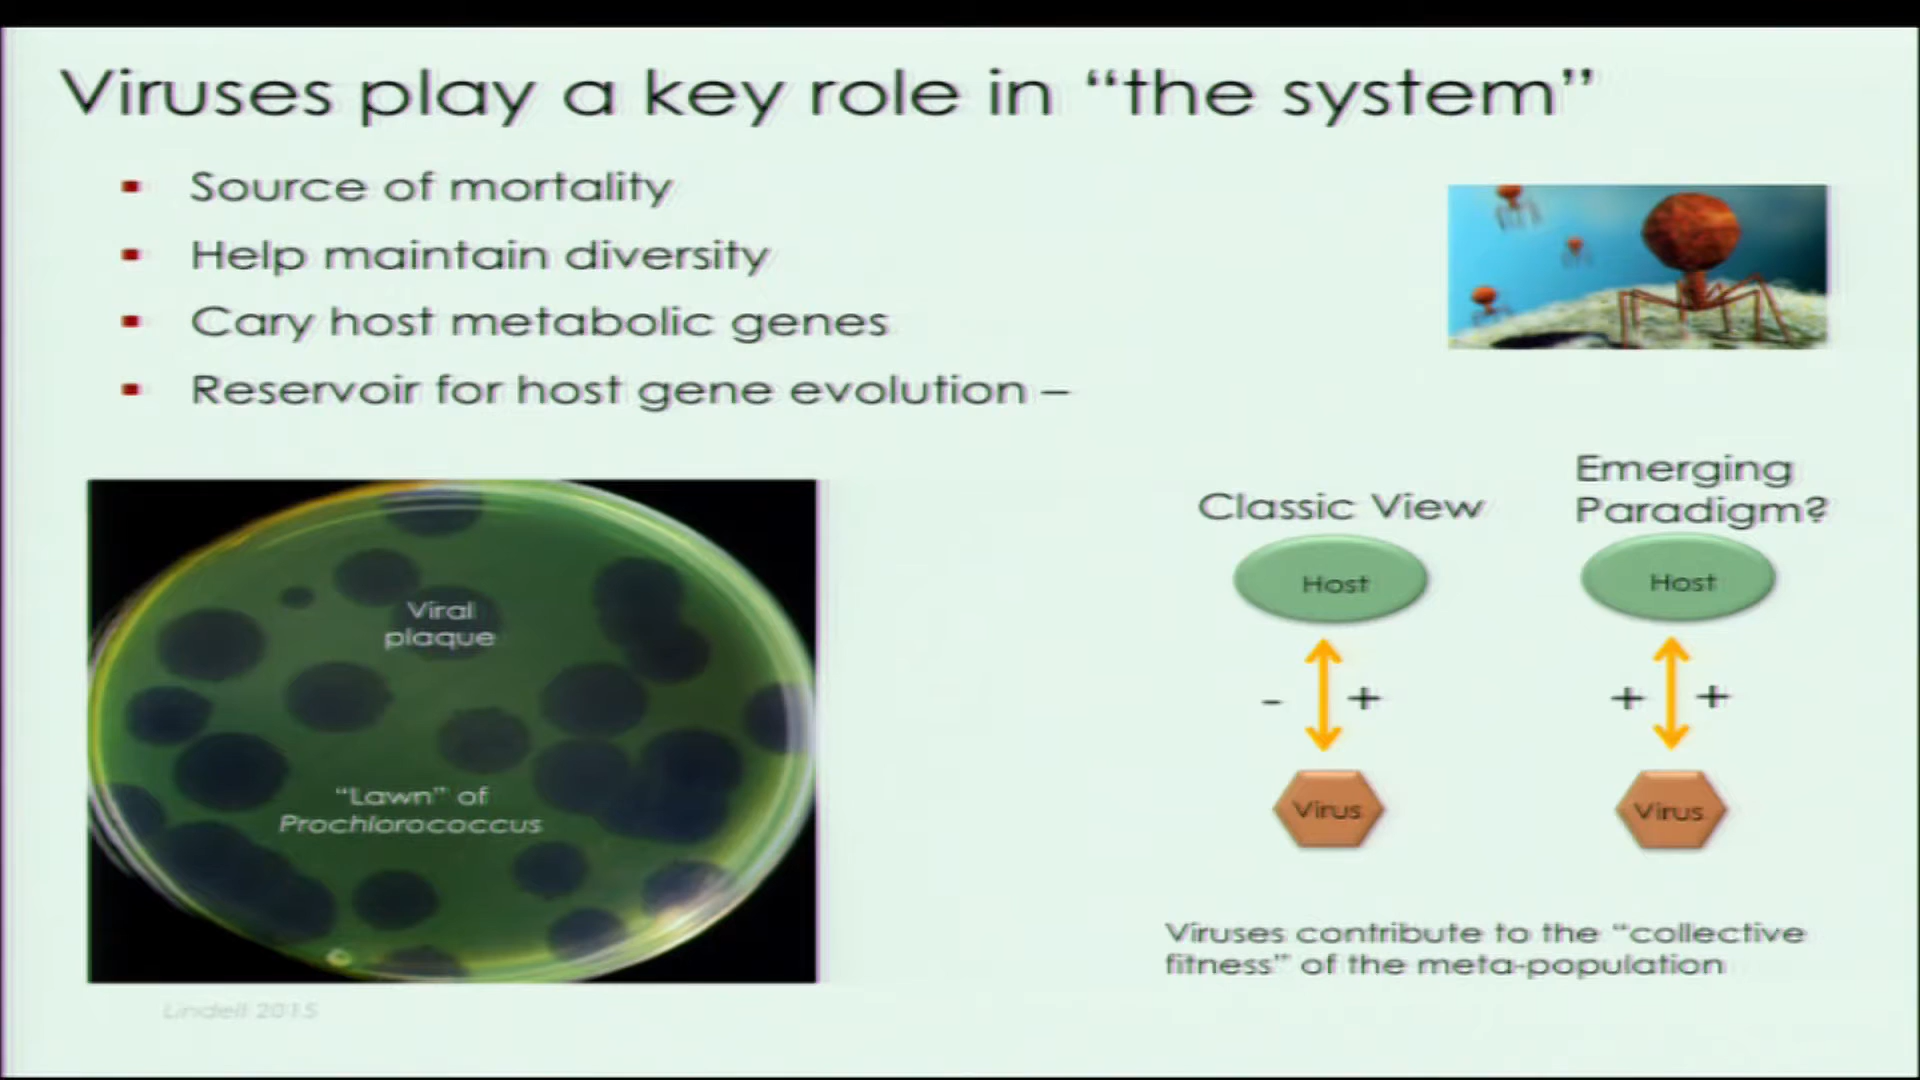 Viruses play a key role in “the system”
Source of mortality
Help maintain diversity
Cary host metabolic genes
Reservoir for host gene evolution –
Viral
plaque
“Lawn” of
Prochlorococcus
Lindell 2015
Classic View
Emerging
Paradigm?
Host
Host
- +
+ +
Virus
Virus
Viruses contribute to the “collective
fitness” of the meta-population